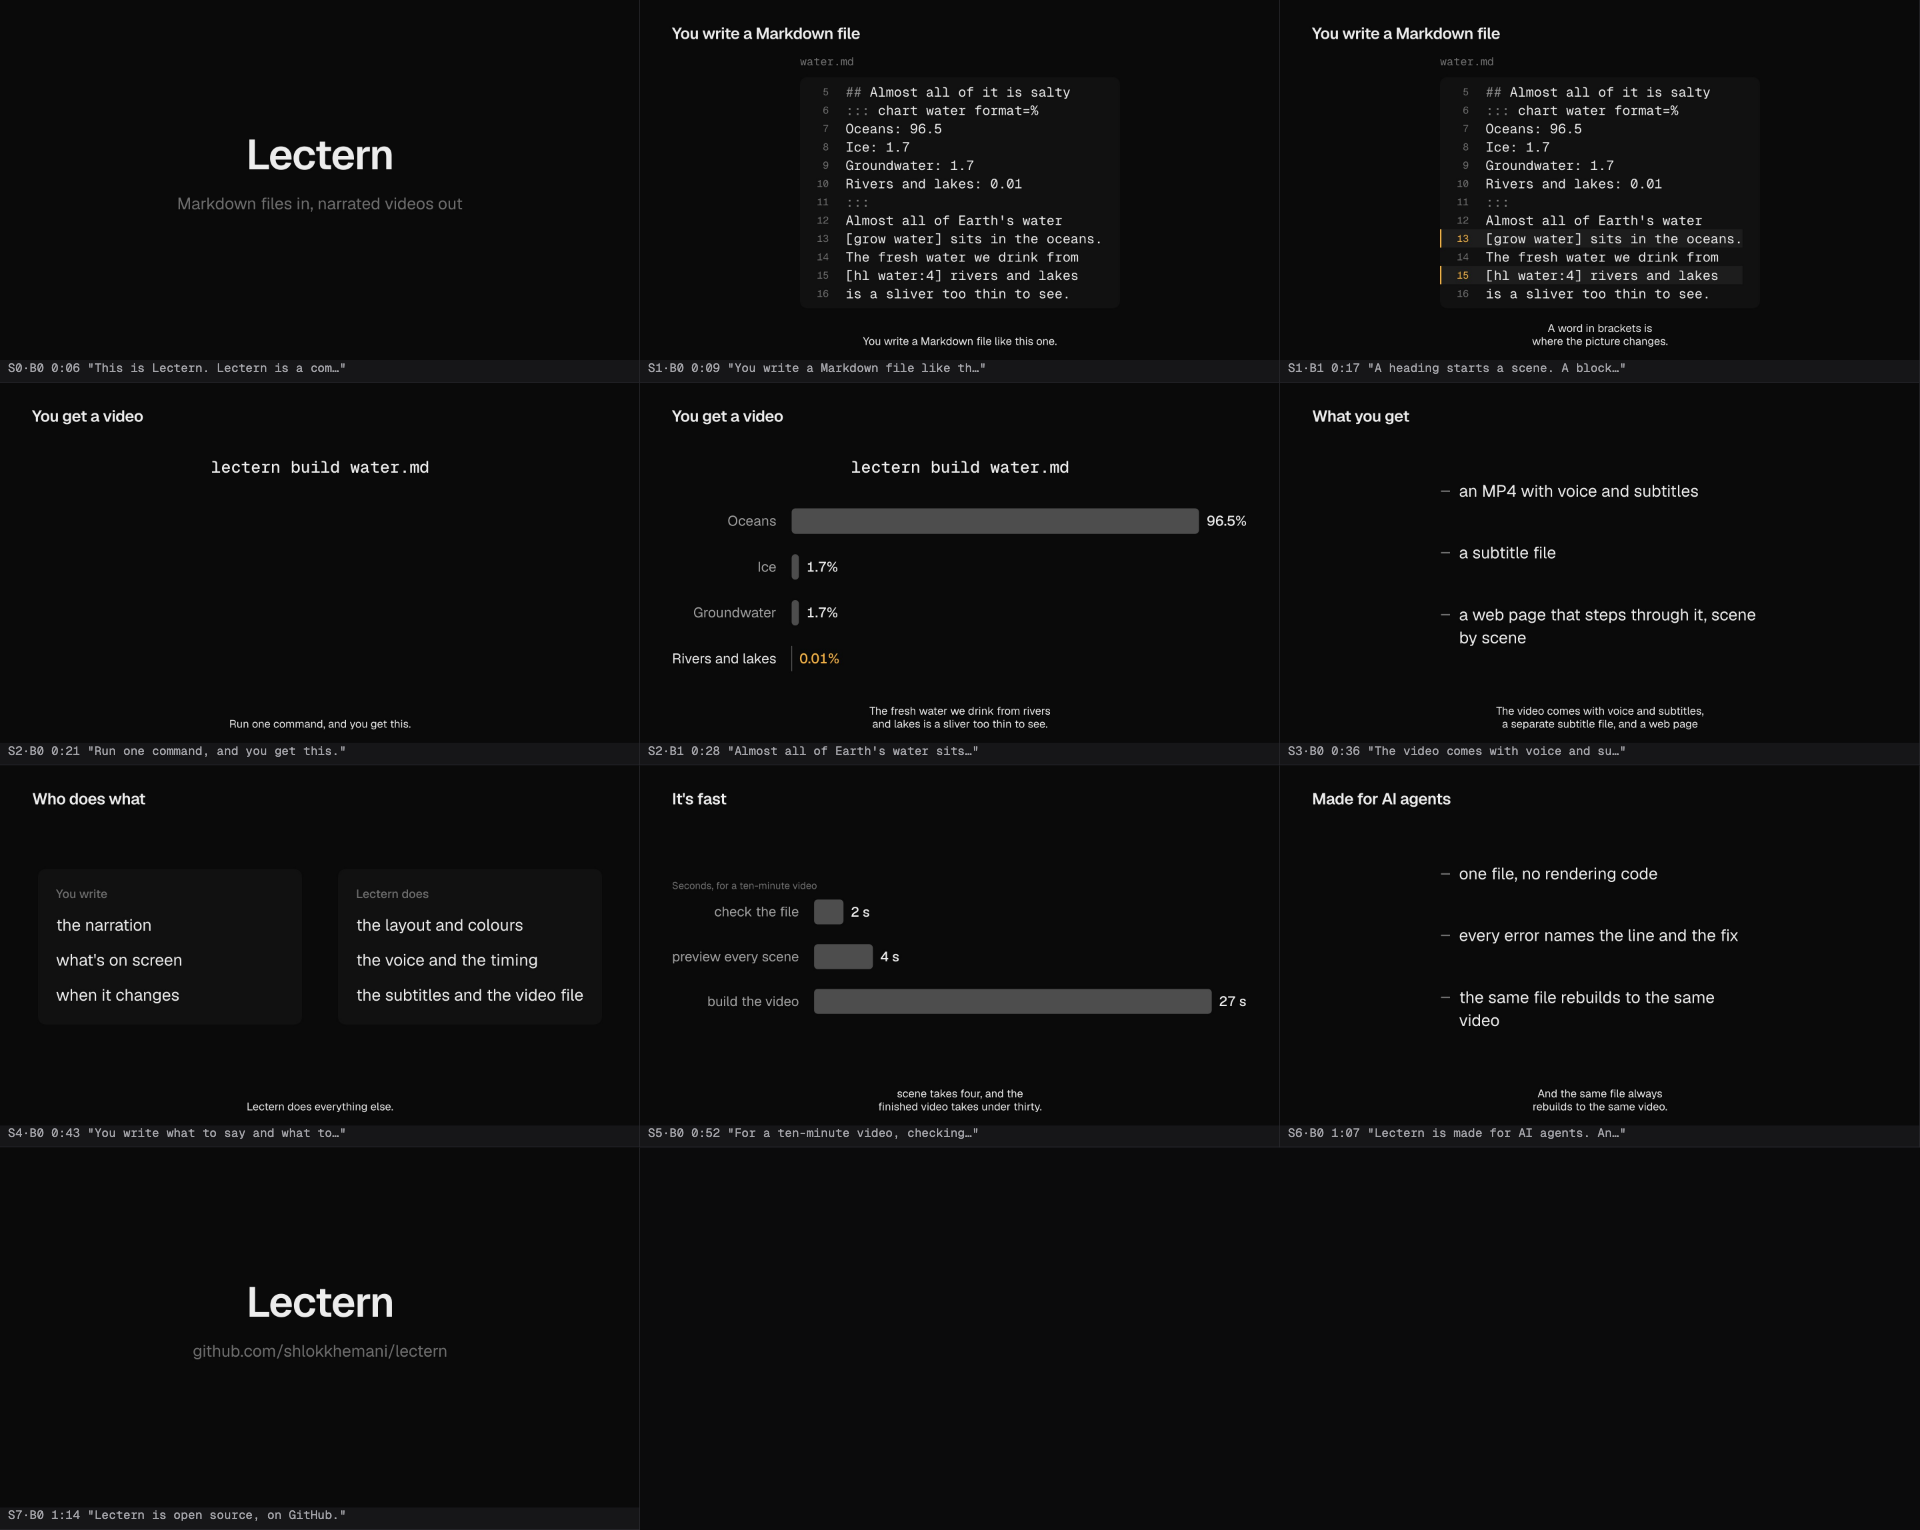 Lectern
Markdown files in, narrated videos out
S0·B0 0:06 "This is Lectern. Lectern is a com…"
You write a Markdown file
water.md
5 ## Almost all of it is salty
6 ::: chart water format=%
7 Oceans: 96.5
8 Ice: 1.7
9 Groundwater: 1.7
10 Rivers and lakes: 0.01
11 :::
12 Almost all of Earth's water
13 [grow water] sits in the oceans.
14 The fresh water we drink from
15 [hl water:4] rivers and lakes
16 is a sliver too thin to see.
You write a Markdown file like this one.
S1·B0 0:09 "You write a Markdown file like th…"
You write a Markdown file
water.md
5 ## Almost all of it is salty
6 ::: chart water format=%
7 Oceans: 96.5
8 Ice: 1.7
9 Groundwater: 1.7
10 Rivers and lakes: 0.01
11 :::
12 Almost all of Earth's water
13 [grow water] sits in the oceans.
14 The fresh water we drink from
15 [hl water:4] rivers and lakes
16 is a sliver too thin to see.
A word in brackets is
where the picture changes.
S1·B1 0:17 "A heading starts a scene. A block…"
You get a video
lectern build water.md
Run one command, and you get this.
S2·B0 0:21 "Run one command, and you get this."
You get a video
lectern build water.md
Oceans 96.5%
Ice 1.7%
Groundwater 1.7%
Rivers and lakes 0.01%
The fresh water we drink from rivers
and lakes is a sliver too thin to see.
S2·B1 0:28 "Almost all of Earth's water sits…"
What you get
– an MP4 with voice and subtitles
– a subtitle file
– a web page that steps through it, scene
by scene
The video comes with voice and subtitles,
a separate subtitle file, and a web page
S3·B0 0:36 "The video comes with voice and su…"
Who does what
You write
the narration
what's on screen
when it changes
Lectern does
the layout and colours
the voice and the timing
the subtitles and the video file
Lectern does everything else.
S4·B0 0:43 "You write what to say and what to…"
It's fast
Seconds, for a ten-minute video
check the file 2 s
preview every scene 4 s
build the video 27 s
scene takes four, and the
finished video takes under thirty.
S5·B0 0:52 "For a ten-minute video, checking…"
Made for AI agents
– one file, no rendering code
– every error names the line and the fix
– the same file rebuilds to the same
video
And the same file always
rebuilds to the same video.
S6·B0 1:07 "Lectern is made for AI agents. An…"
Lectern
github.com/shlokkhemani/lectern
S7·B0 1:14 "Lectern is open source, on GitHub."